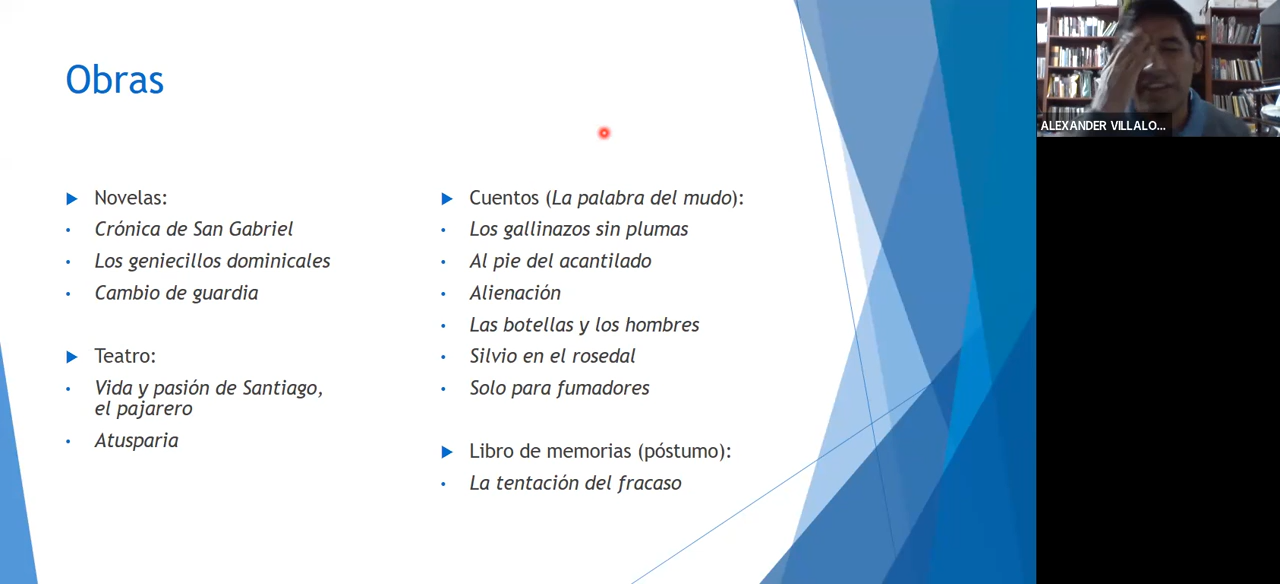 Obras
Novelas:
Crónica de San Gabriel
Los geniecillos dominicales
Cambio de guardia
Teatro:
Vida y pasión de Santiago,
el pajarero
Atusparia
Cuentos (La palabra del mudo):
Los gallinazos sin plumas
Al pie del acantilado
Alienación
Las botellas y los hombres
Silvio en el rosedal
Solo para fumadores
Libro de memorias (póstumo):
La tentación del fracaso
ALEXANDER VILLALO...